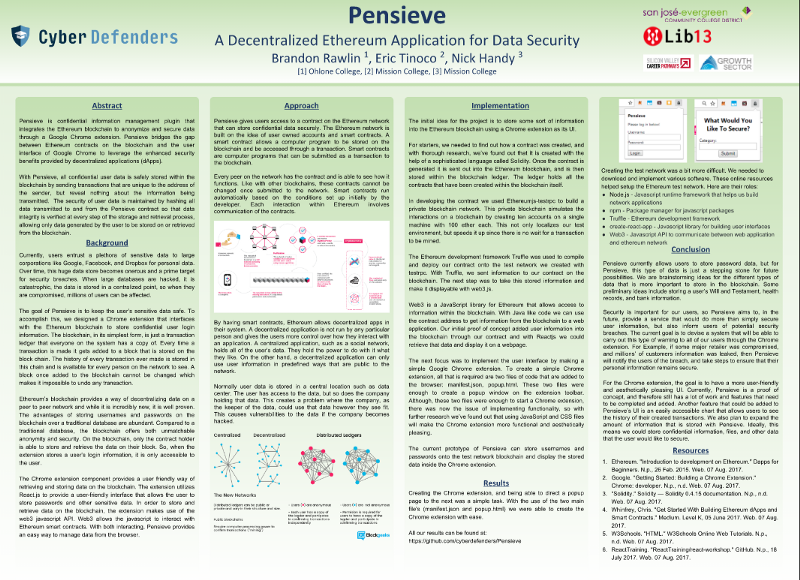 Pensieve
A Decentralized Ethereum Application for Data Security
Brandon Rawlin 1, Eric Tinoco 2, Nick Handy 3
[1] Ohlone College, [2] Mission College, [3] Mission College
CyberDefenders
san josé·evergreen
COMMUNITY COLLEGE DISTRICT
Lib13
SILICON VALLEY
CAREER PATHWAYS
GROWTH
SECTOR
Abstract
Pensieve is confidential information management plugin that
integrates the Ethereum blockchain to anonymize and secure data
through a Google Chrome extension. Pensieve bridges the gap
between Ethereum contracts on the blockchain and the user
interface of Google Chrome to leverage the enhanced security
benefits provided by decentralized applications (dApps).
With Pensieve, all confidential user data is safely stored within the
blockchain by sending transactions that are unique to the address of
the sender, but reveal nothing about the information being
transmitted. The security of user data is maintained by hashing all
data transmitted to and from the Pensieve contract so that data
integrity is verified at every step of the storage and retrieval process,
allowing only data generated by the user to be stored on or retrieved
from the blockchain.
Background
Currently, users entrust a plethora of sensitive data to large
corporations like Google, Facebook, and Dropbox for personal data.
Over time, this huge data store becomes onerous and a prime target
for security breaches. When large databases are hacked, it is
catastrophic, the data is stored in a centralized point, so when they
are compromised, millions of users can be affected.
The goal of Pensieve is to keep the user's sensitive data safe. To
accomplish this, we designed a Chrome extension that interfaces
with the Ethereum blockchain to store confidential user login
information. The blockchain, in its simplest form, is just a transaction
ledger that everyone on the system has a copy of. Every time a
transaction is made it gets added to a block that is stored on the
block chain. The history of every transaction ever made is stored in
this chain and is available for every person on the network to see. A
block once added to the blockchain cannot be changed which
makes it impossible to undo any transaction.
Ethereum's blockchain provides a way of decentralizing data on a
peer to peer network and while it is incredibly new, it is well proven.
The advantages of storing usernames and passwords on the
blockchain over a traditional database are abundant. Compared to a
traditional database, the blockchain offers both unmatchable
anonymity and security. On the blockchain, only the contract holder
is able to store and retrieve the data on their block. So, when the
extension stores a user's login information, it is only accessible to
the user.
The Chrome extension component provides a user friendly way of
retrieving and storing data on the blockchain. The extension utilizes
React.js to provide a user-friendly interface that allows the user to
store passwords and other sensitive data. In order to store and
retrieve data on the blockchain, the extension makes use of the
web3 javascript API. Web3 allows the javascript to interact with
Ethereum smart contracts. With both interacting, Pensieve provides
an easy way to manage data from the browser.
Approach
Pensieve gives users access to a contract on the Ethereum network
that can store confidential data securely. The Ethereum network is
built on the idea of user owned accounts and smart contracts. A
smart contract allows a computer program to be stored on the
blockchain and be accessed through a transaction. Smart contracts
are computer programs that can be submitted as a transaction to
the blockchain.
Every peer on the network has the contract and is able to see how it
functions. Like with other blockchains, these contracts cannot be
changed once submitted to the network. Smart contracts run
automatically based on the conditions set up initially by the
developer. Each interaction within Ethereum involves
communication of the contracts.
By having smart contracts, Ethereum allows decentralized apps in
their system. A decentralized application is not run by any particular
person and gives the users more control over how they interact with
an application. A centralized application, such as a social network,
holds all of the user's data. They hold the power to do with it what
they like. On the other hand, a decentralized application can only
use user information in predefined ways that are public to the
network.
Normally user data is stored in a central location such as data
center. The user has access to the data, but so does the company
holding that data. This creates a problem where the company, as
the keeper of the data, could use that data however they see fit. This
causes vulnerabilities to the data if the company becomes
hacked.
Centralized
Decentralized
Distributed ledgers
The New Networks
Blockgeeks
Implementation
The initial idea for the project is to store some sort of information
into the Ethereum blockchain using a Chrome extension as its UI.
For starters, we needed to find out how a contract was created, and
with thorough research, we've found out that it is created with the
help of a sophisticated language called Solidity. Once the contract is
generated it is sent out into the Ethereum blockchain, and is then
stored within the blockchain ledger. The ledger holds all the
contracts that have been created within the blockchain itself.
In developing the contract we used Ethereumjs-testrpc to build a
private blockchain network. This private blockchain simulates the
interactions on a blockchain by creating ten accounts on a single
machine with 100 ether each. This not only localizes our test
environment, but speeds it up since there is no wait for a transaction
to be mined.
The Ethereum development framework Truffle was used to compile
and deploy our contract onto the test network we created with
testrpc. With Truffle, we sent information to our contract on the
blockchain. The next step was to take this stored information and
make it displayable with web3.js.
Web3 is a JavaScript library for Ethereum that allows access to
information within the blockchain. With Java like code we can use
the contract address to get information from the blockchain to a web
application. Our initial proof of concept added user information into
the blockchain through our contract and with Reactjs we could
retrieve that data and display it on a webpage.
The next focus was to implement the user interface by making a
simple Google Chrome extension. To create a simple Chrome
extension, all that is required are two files of code to be added to the
browser: manifest.json, popup.html. These two files were enough to
create a popup window on the extension toolbar. Although, these two
files were enough to start a Chrome extension, there was now the
issue of implementing functionality, so with further research we've
found out that using JavaScript and CSS files will make the Chrome
extension more functional and aesthetically pleasing.
The current prototype of Pensieve can store usernames and
passwords onto the test network blockchain and display the stored
data inside the Chrome extension.
Results
Creating the Chrome extension, and being able to direct a popup
page to the next was a simple task. With the use of the two main
files(manifest.json and popup.html) we were able to create the
Chrome extension with ease.
All our results can be found at:
https://github.com/cyberdefenders/Pensieve
Pensieve
Login
What Would You
Like To Secure?
Category:
Submit
Creating the test network was a bit more difficult. We needed to
download and implement various software. These online resources
helped setup the Ethereum test network. Here are their roles:
• Node.js - Javascript runtime framework that helps us build
network applications
• npm - Package manager for javascript packages
• Truffle - Ethereum development framework
• create-react-app - Javascript library for building user interfaces
• Web3 - Javascript API to communicate between web application
and ethereum network
Conclusion
Pensieve currently allows users to store password data, but for
Pensieve, this type of data is just a stepping stone for future
possibilities. We are brainstorming ideas for the different types of
data that is more important to store in the blockchain. Some
preliminary ideas include storing a user's Will and Testament, health
records, and bank information.
Security is important for our users, as Pensieve aims to, in the
future, provide a service that would do more than simply secure
user information, but also inform users of potential security
breaches. The current goal is to devise a system that will be able to
carry out this type of warning to all of our users through the Chrome
extension. For Example, if some major retailer was compromised,
and millions' of customers information was leaked, then Pensieve
will notify the users of the breach, and take steps to ensure that
their personal information remains secure.
For the Chrome extension, the goal is to have a more user-friendly
and aesthetically pleasing UI. Currently, Pensieve is a proof of
concept, and therefore still has a lot of work and features that need
to be completed and added. Another feature that could be added to
Pensieve's UI is an easily accessible chart that allows users to see
the history of their created transactions. We also plan to expand the
amount of information that is stored with Pensieve. Ideally, this
means we could store confidential information, files, and other data
that the user would like to secure.
Resources
1. Ethereum. "Introduction to development on Ethereum." Dapps for
Beginners. N.p., 26 Feb. 2015. Web. 07 Aug. 2017.
2. Google. "Getting Started: Building a Chrome Extension."
Chrome: developer. N.p., n.d. Web. 07 Aug. 2017.
3. "Solidity." Solidity — Solidity 0.4.15 documentation. N.p., n.d.
Web. 07 Aug. 2017.
4. Whinfrey, Chris. "Get Started With Building Ethereum dApps and
Smart Contracts." Medium. Level K, 05 June 2017. Web. 07 Aug.
2017.
5. W3Schools. "HTML." W3Schools Online Web Tutorials. N.p.,
n.d. Web. 07 Aug. 2017.
6. ReactTraining. "ReactTraining/react-workshop." GitHub. N.p., 18
July 2017. Web. 07 Aug. 2017.